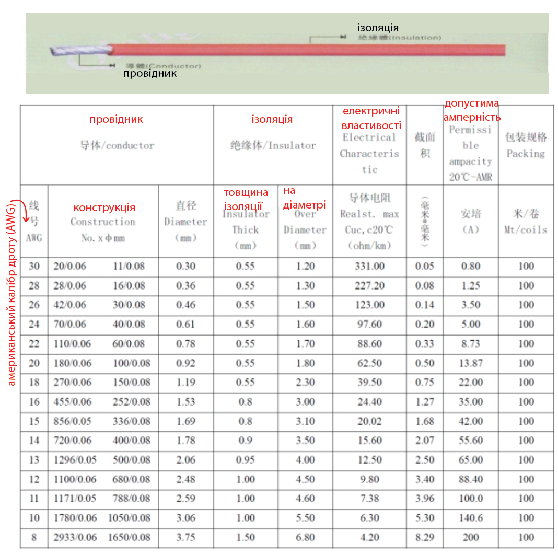 ізоляція
绝缘體(Insulation)
導體(Conductor)
провідник
провідник
ізоляція
електричні
властивості
допустима
амперність
导体/conductor
绝缘体/Insulator
Electrical
Characteris
tic
截面
积
Permissi
ble
ampacity
20℃-AMR
包装规格
Packing
американський калібр дроту (AWG)
线
号
AWG
конструкція
Construction
No.xφmm
直径
Diameter
(mm)
товщина
ізоляції
Insulator
Thick
(mm)
на
діаметрі
Over
Diameter
(mm)
导体电阻
Realst. max
Cuc,c20℃
(ohm/km)
(毫米*毫米)
安培
(A)
米/卷
Mt/coils
30 20/0.06 11/0.08 0.30 0.55 1.20 331.00 0.05 0.80 100
28 28/0.06 16/0.08 0.36 0.55 1.30 227.20 0.08 1.25 100
26 42/0.06 30/0.08 0.46 0.55 1.50 123.00 0.14 3.50 100
24 70/0.06 40/0.08 0.61 0.55 1.60 97.60 0.20 5.00 100
22 110/0.06 60/0.08 0.78 0.55 1.70 88.60 0.33 8.73 100
20 180/0.06 100/0.08 0.92 0.55 1.80 62.50 0.50 13.87 100
18 270/0.06 150/0.08 1.19 0.55 2.30 39.50 0.75 22.00 100
16 455/0.06 252/0.08 1.53 0.8 3.00 24.40 1.27 35.00 100
15 856/0.05 336/0.08 1.69 0.8 3.10 20.02 1.68 42.00 100
14 720/0.06 400/0.08 1.78 0.9 3.50 15.60 2.07 55.60 100
13 1296/0.05 500/0.08 2.06 0.95 4.00 12.50 2.50 65.00 100
12 1100/0.06 680/0.08 2.48 1.00 4.50 9.80 3.40 88.40 100
11 1171/0.05 788/0.08 2.59 1.00 4.60 7.38 3.96 100.0 100
10 1780/0.06 1050/0.08 3.06 1.00 5.50 6.30 5.30 140.6 100
8 2933/0.06 1650/0.08 3.75 1.50 6.80 4.20 8.29 200 100